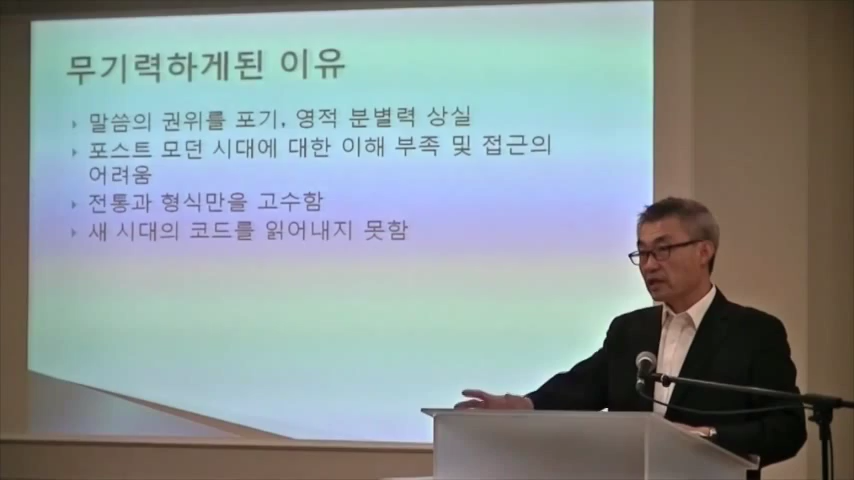 무기력하게된 이유
말씀의 권위를 포기, 영적 분별력 상실
포스트 모던 시대에 대한 이해 부족 및 접근의
어려움
전통과 형식만을 고수함
새 시대의 코드를 읽어내지 못함